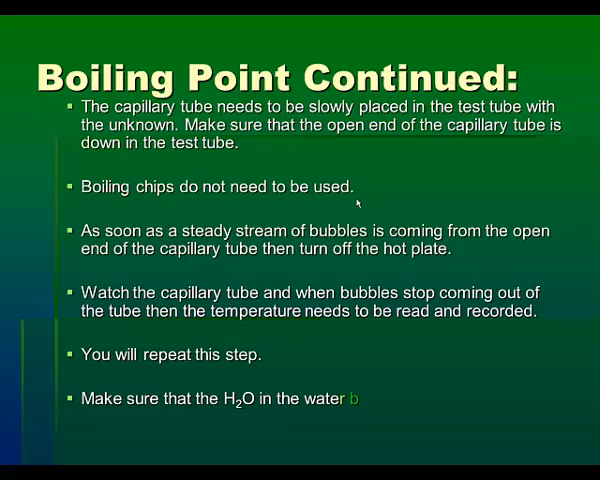 Boiling Point Continued:
▪ The capillary tube needs to be slowly placed in the test tube with
the unknown. Make sure that the open end of the capillary tube is
down in the test tube.
▪ Boiling chips do not need to be used.
▪ As soon as a steady stream of bubbles is coming from the open
end of the capillary tube then turn off the hot plate.
▪ Watch the capillary tube and when bubbles stop coming out of
the tube then the temperature needs to be read and recorded.
▪ You will repeat this step.
▪ Make sure that the H₂O in the water b